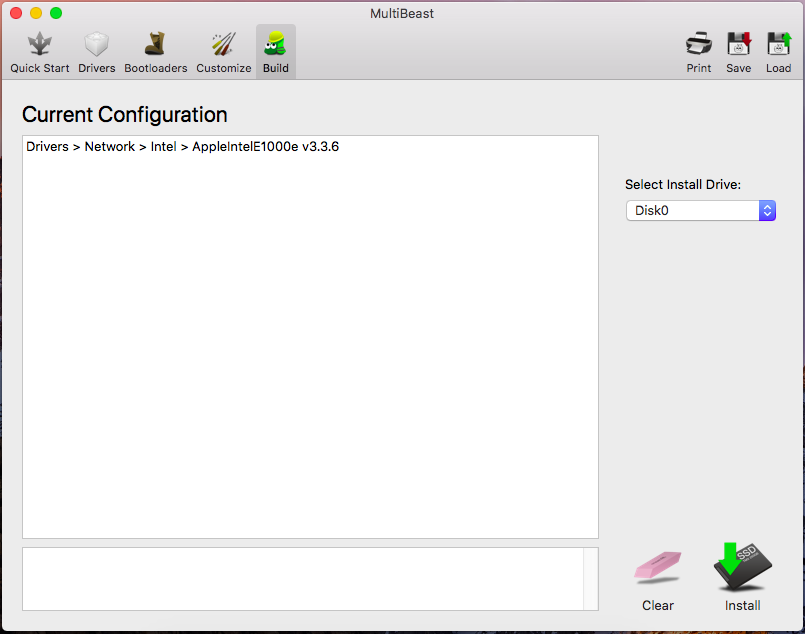 MultiBeast
Quick Start Drivers Bootloaders Customize Build Print Save Load
Current Configuration
Drivers > Network > Intel > AppleIntelE1000e v3.3.6
Select Install Drive:
Disk0
SSD
Clear Install